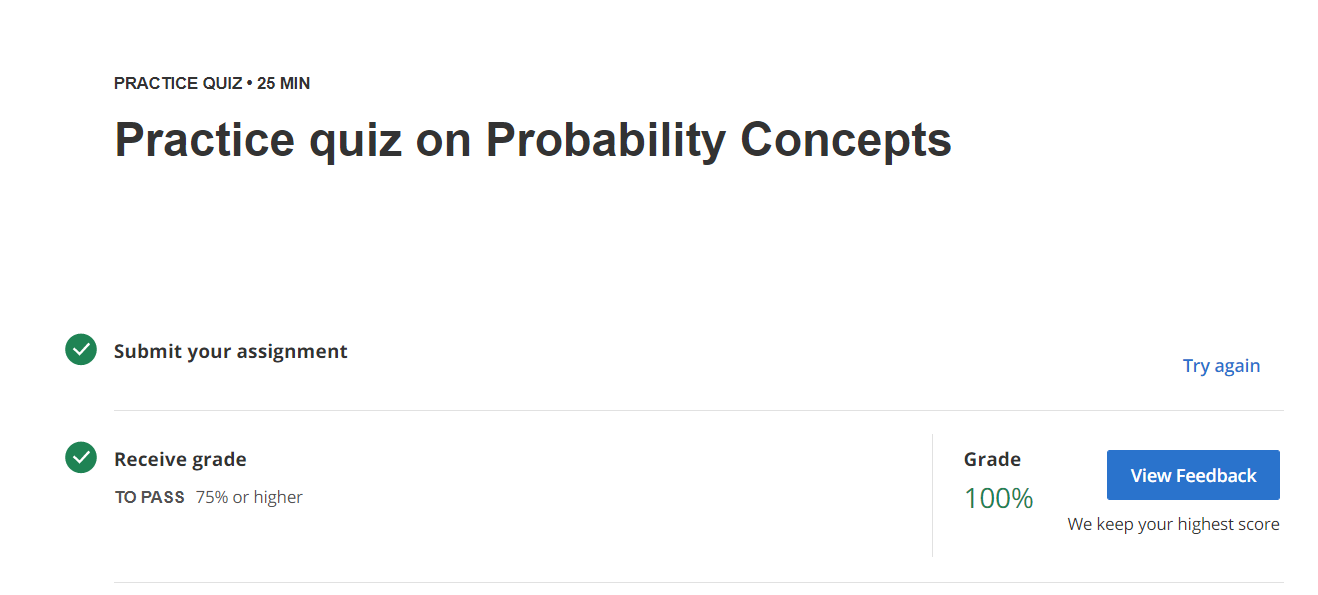 PRACTICE QUIZ • 25 MIN
Practice quiz on Probability Concepts
Submit your assignment
Try again
Receive grade
TO PASS 75% or higher
Grade
100%
View Feedback
We keep your highest score